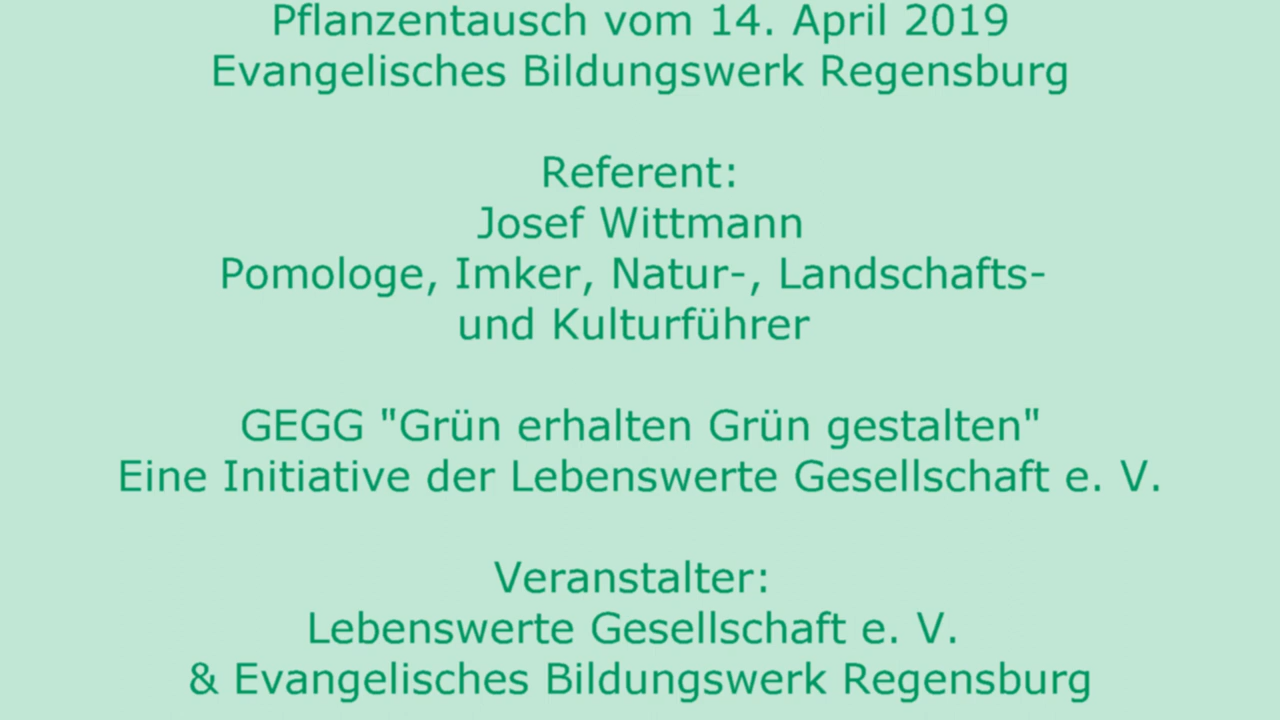 Pflanzentausch vom 14. April 2019
Evangelisches Bildungswerk Regensburg
Referent:
Josef Wittmann
Pomologe, Imker, Natur-, Landschafts-
und Kulturführer
GEGG "Grün erhalten Grün gestalten"
Eine Initiative der Lebenswerte Gesellschaft e. V.
Veranstalter:
Lebenswerte Gesellschaft e. V.
& Evangelisches Bildungswerk Regensburg